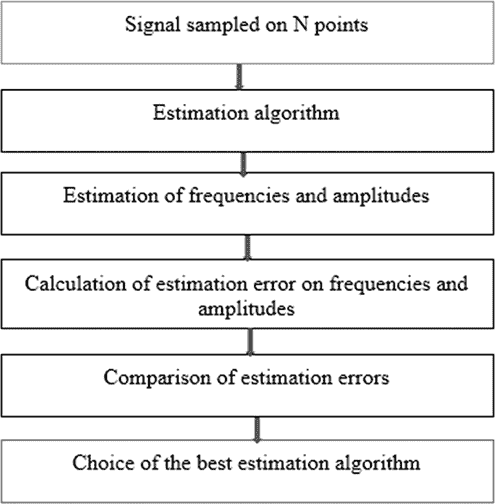 Signal sampled on N points
Estimation algorithm
Estimation of frequencies and amplitudes
Calculation of estimation error on frequencies and
amplitudes
Comparison of estimation errors
Choice of the best estimation algorithm